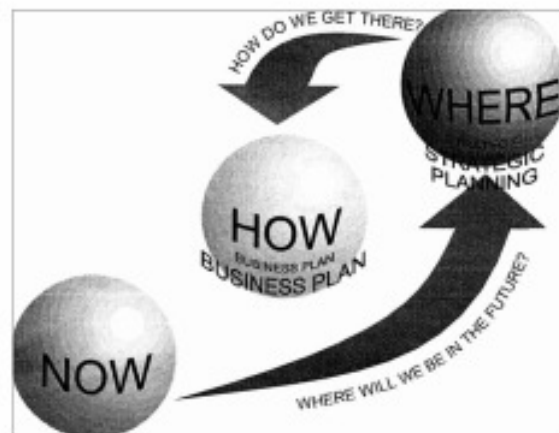 HOW DO WE GET THERE?
WHERE
STRATEGIC
PLANNING
HOW
BUSINESS PLAN
BUSINESS PLAN
NOW
WHERE WILL WE BE IN THE FUTURE?